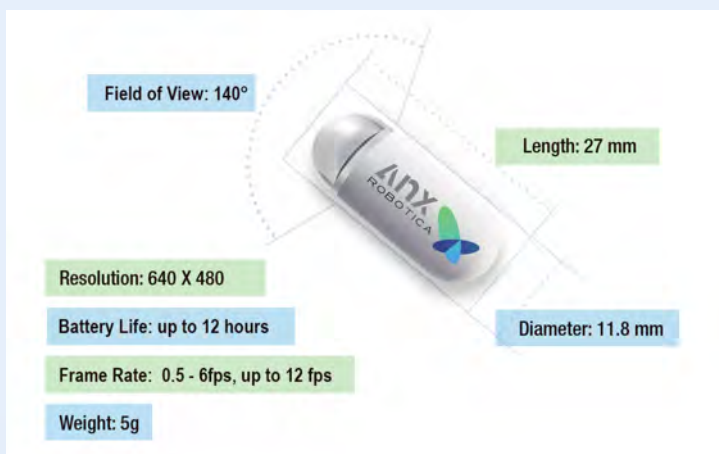 Field of View: 140°
Length: 27 mm
ANX
ROBOTICA
Resolution: 640 X 480
Battery Life: up to 12 hours
Diameter: 11.8 mm
Frame Rate: 0.5 - 6fps, up to 12 fps
Weight: 5g